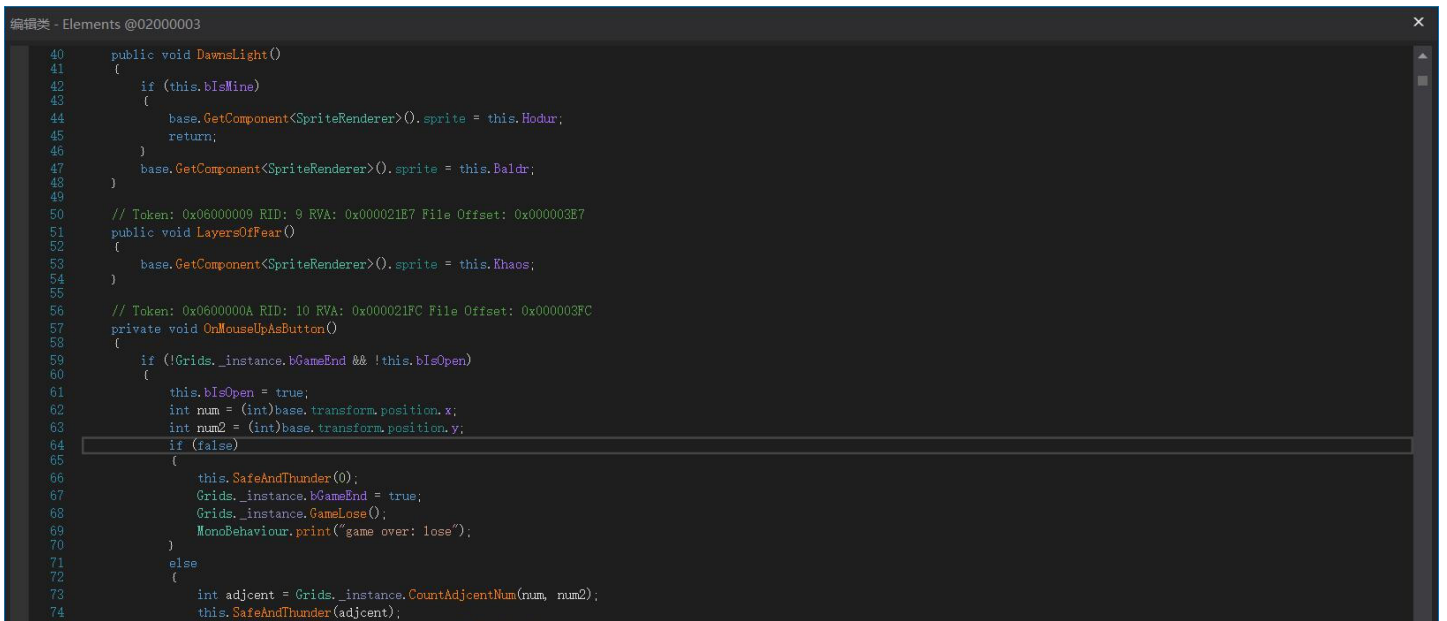 编辑类 - Elements @02000003
40 public void DawnsLight()
41 {
42 if (this.bIsMine)
43 {
44 base.GetComponent<SpriteRenderer>().sprite = this.Hodur;
45 return;
46 }
47 base.GetComponent<SpriteRenderer>().sprite = this.Baldr;
48 }
49
50 // Token: 0x06000009 RID: 9 RVA: 0x000021E7 File Offset: 0x000003E7
51 public void LayersOfFear()
52 {
53 base.GetComponent<SpriteRenderer>().sprite = this.Khaos;
54 }
55
56 // Token: 0x0600000A RID: 10 RVA: 0x000021FC File Offset: 0x000003FC
57 private void OnMouseUpAsButton()
58 {
59 if (!Grids._instance.bGameEnd && !this.bIsOpen)
60 {
61 this.bIsOpen = true;
62 int num = (int)base.transform.position.x;
63 int num2 = (int)base.transform.position.y;
64 if (false)
65 {
66 this.SafeAndThunder(0);
67 Grids._instance.bGameEnd = true;
68 Grids._instance.GameLose();
69 MonoBehaviour.print("game over: lose");
70 }
71 else
72 {
73 int adjcent = Grids._instance.CountAdjcentNum(num, num2);
74 this.SafeAndThunder(adjcent);